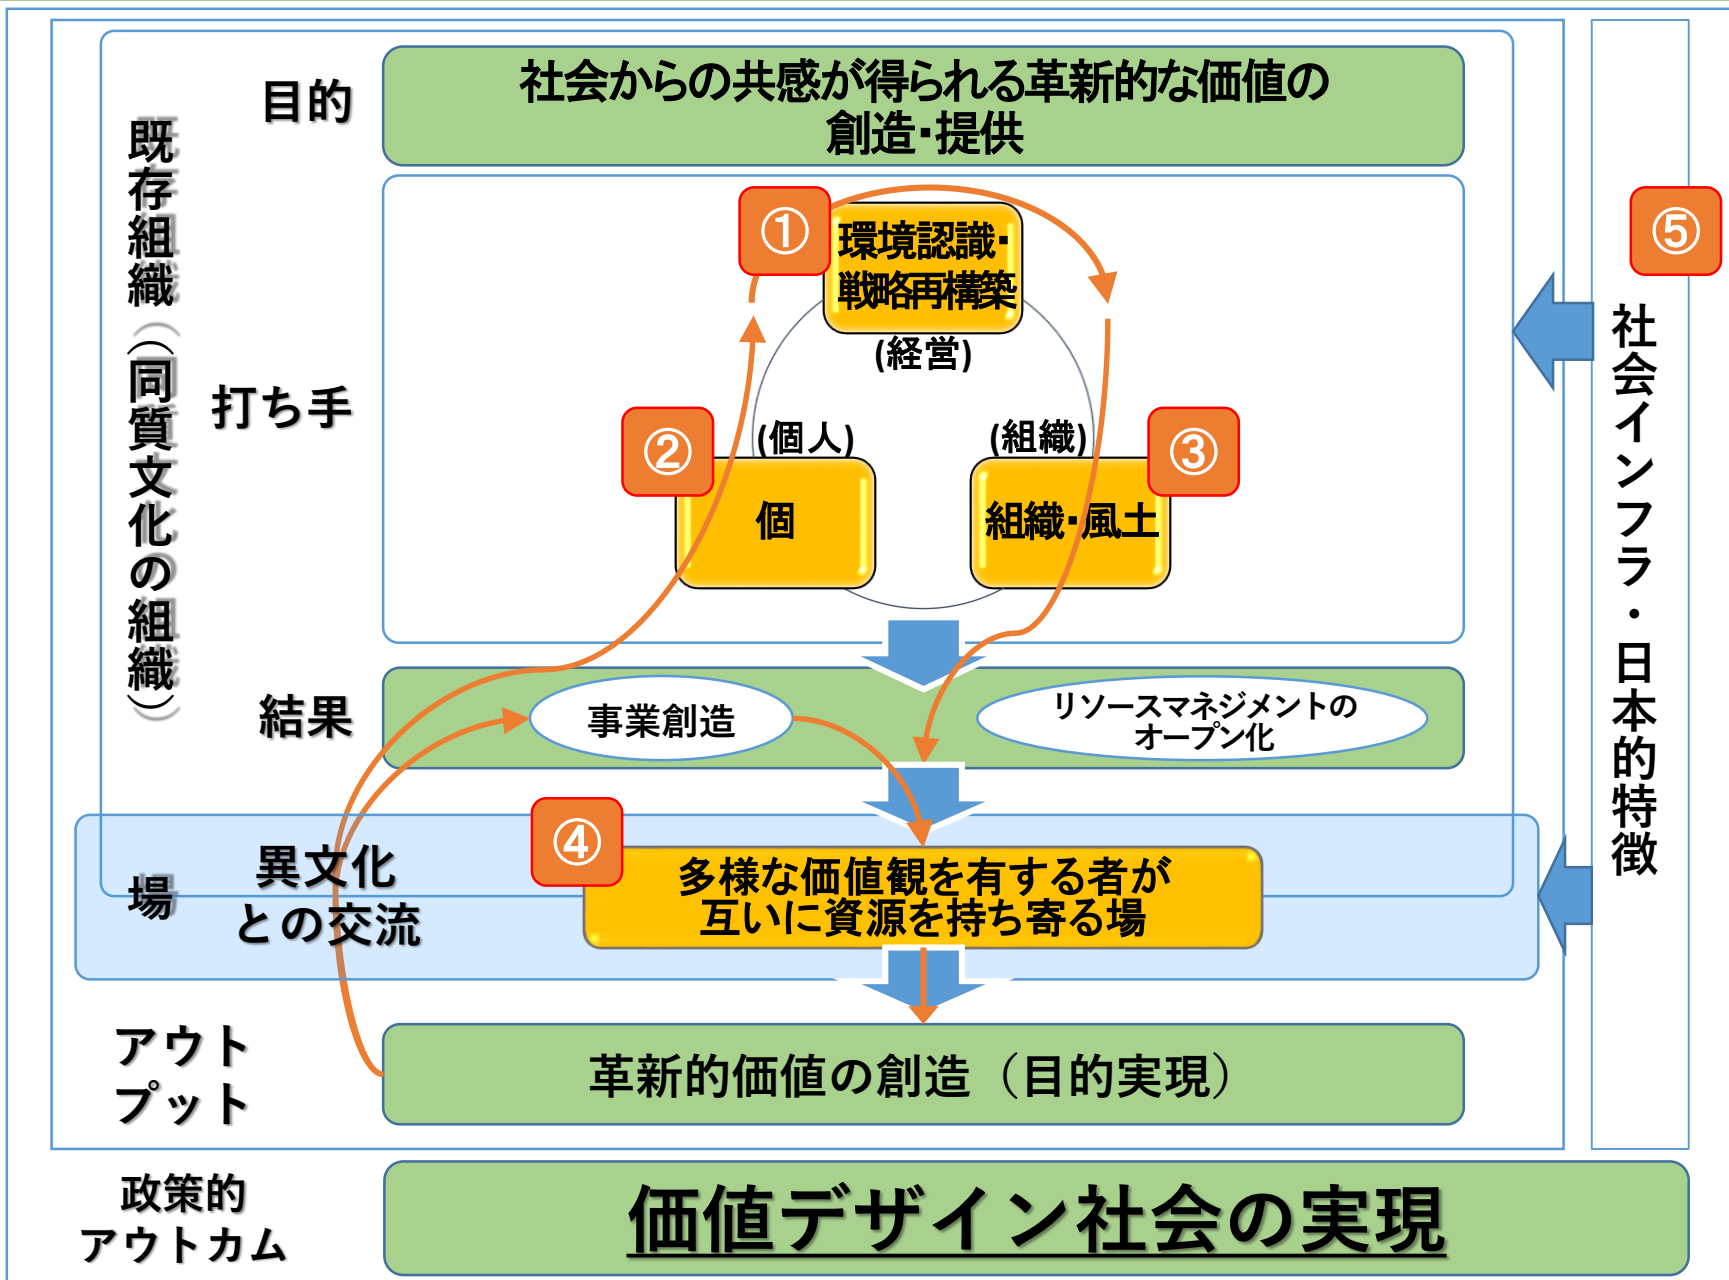 目的
社会からの共感が得られる革新的な価値の
創造・提供
既存組織(同質文化の組織)
打ち手
①
環境認識・
戦略再構築
(経営)
②
(個人)
個
(組織)
③
組織・風土
⑤
社会インフラ・日本的特徴
結果
事業創造
リソースマネジメントの
オープン化
場
異文化
との交流
④
多様な価値観を有する者が
互いに資源を持ち寄る場
アウト
プット
革新的価値の創造（目的実現）
政策的
アウトカム
価値デザイン社会の実現